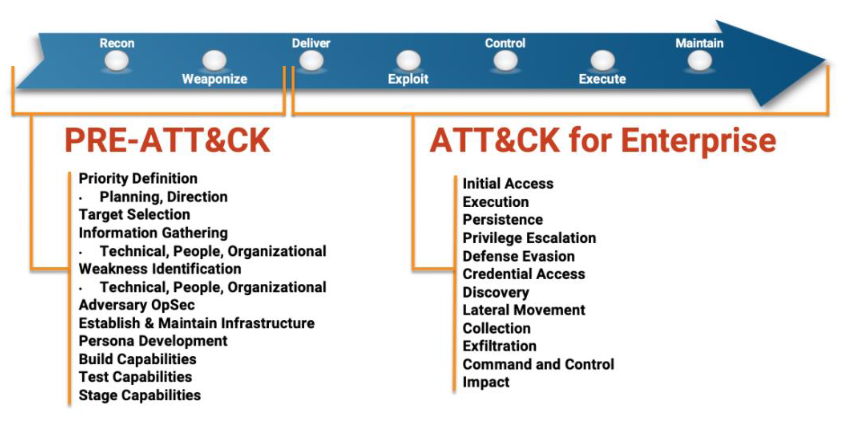 Recon
Weaponize
Deliver
Exploit
Control
Execute
Maintain
PRE-ATT&CK
Priority Definition
· Planning, Direction
Target Selection
Information Gathering
· Technical, People, Organizational
Weakness Identification
· Technical, People, Organizational
Adversary OpSec
Establish & Maintain Infrastructure
Persona Development
Build Capabilities
Test Capabilities
Stage Capabilities
ATT&CK for Enterprise
Initial Access
Execution
Persistence
Privilege Escalation
Defense Evasion
Credential Access
Discovery
Lateral Movement
Collection
Exfiltration
Command and Control
Impact